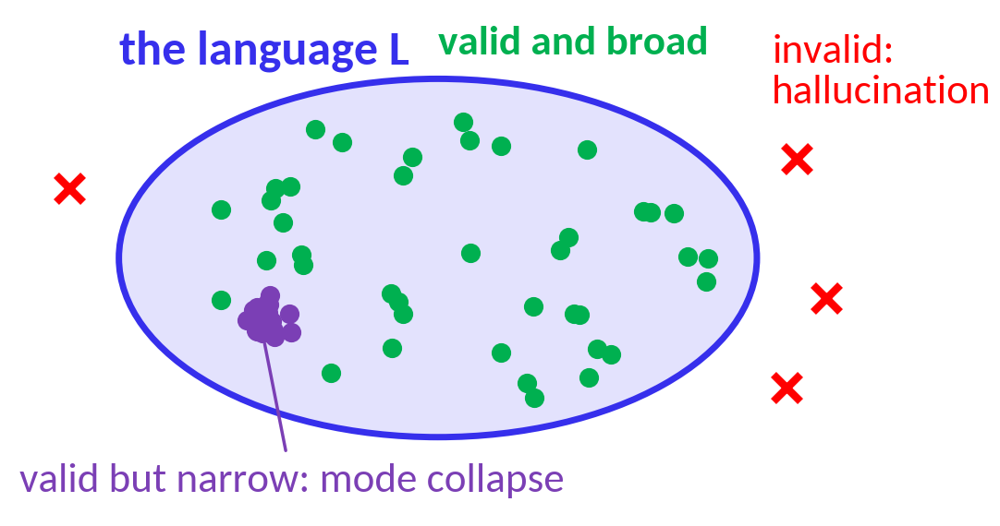 the language L
valid and broad
invalid:
hallucination
valid but narrow: mode collapse